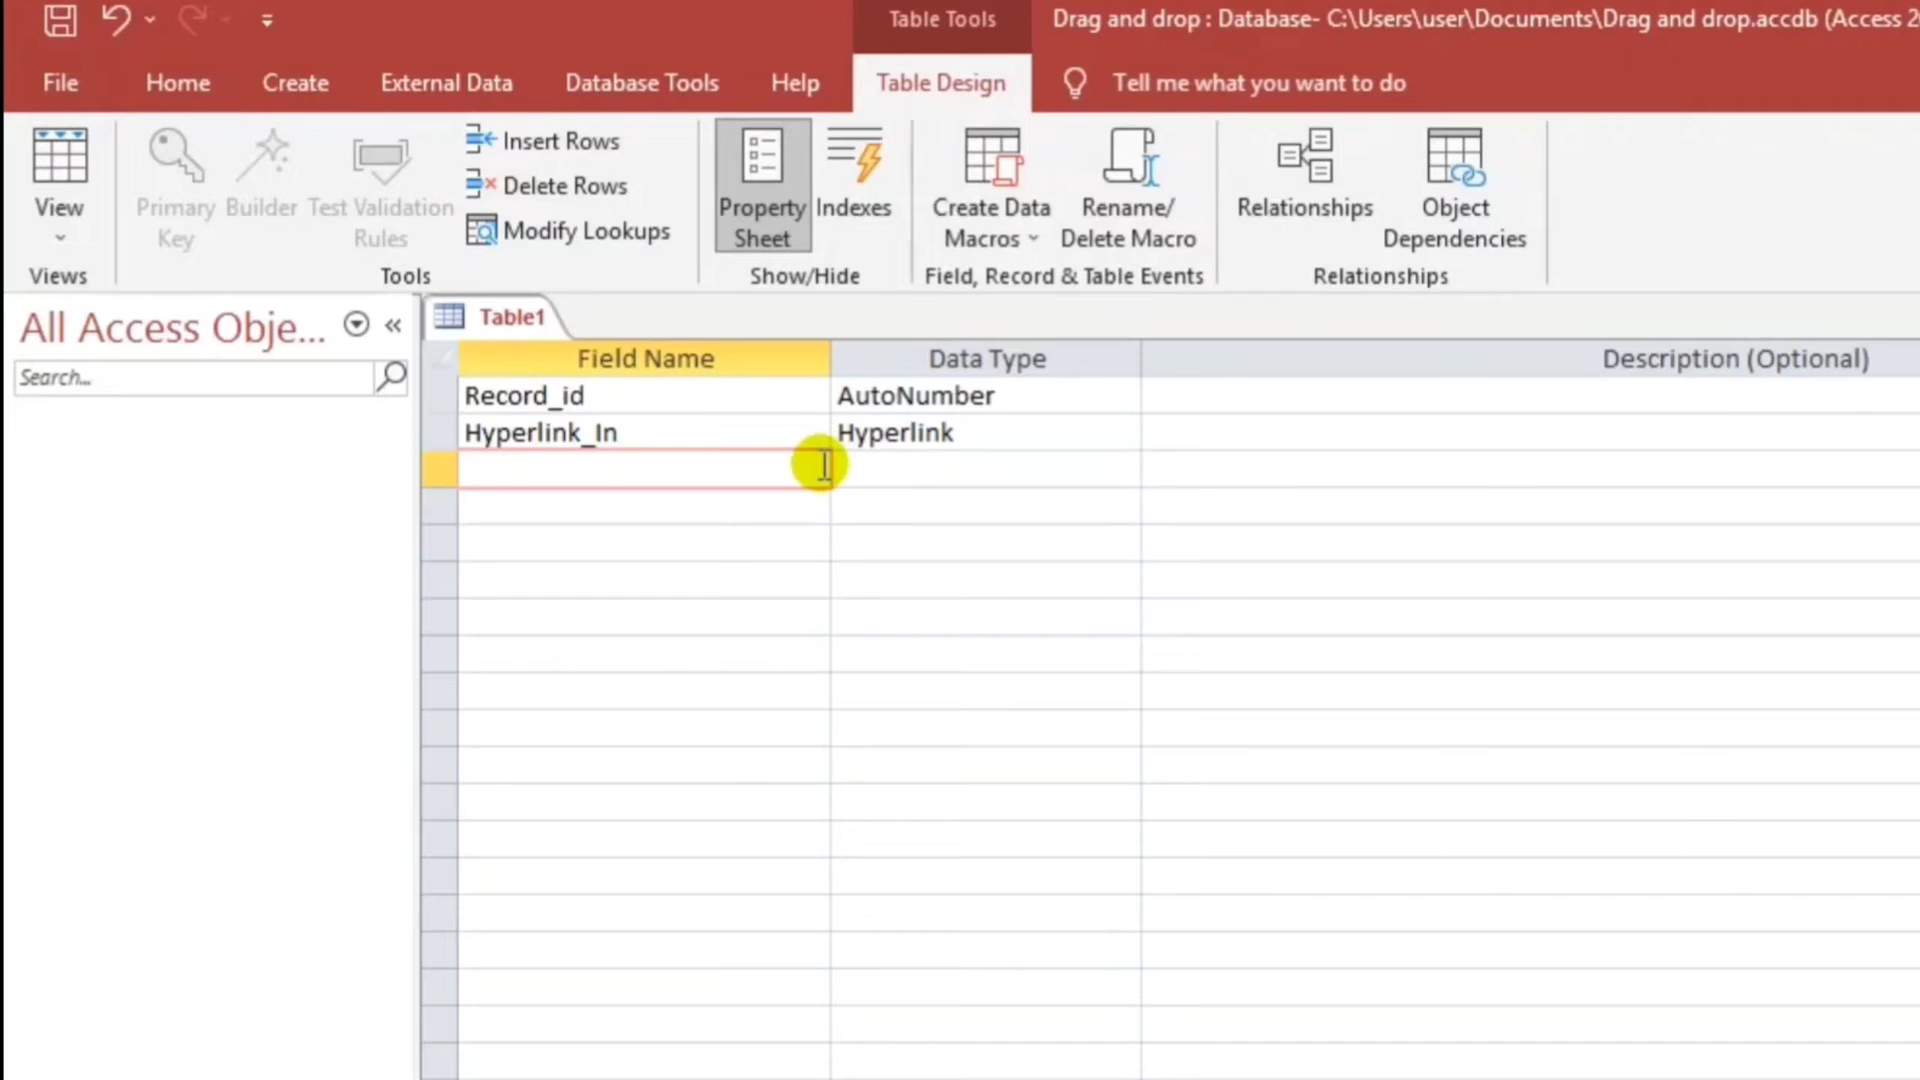 Table Tools
Drag and drop : Database- C:\Users\user\Documents\Drag and drop.accdb (Access 2
File Home Create External Data Database Tools Help Table Design Tell me what you want to do
View
Views
Primary Key
Builder
Test Validation Rules
Insert Rows
Delete Rows
Modify Lookups
Tools
Property Sheet
Indexes
Show/Hide
Create Data Macros
Rename/ Delete Macro
Field, Record & Table Events
Relationships
Object Dependencies
Relationships
All Access Obje...
Search...
Table1
Field Name Data Type Description (Optional)
Record_id AutoNumber
Hyperlink_In Hyperlink